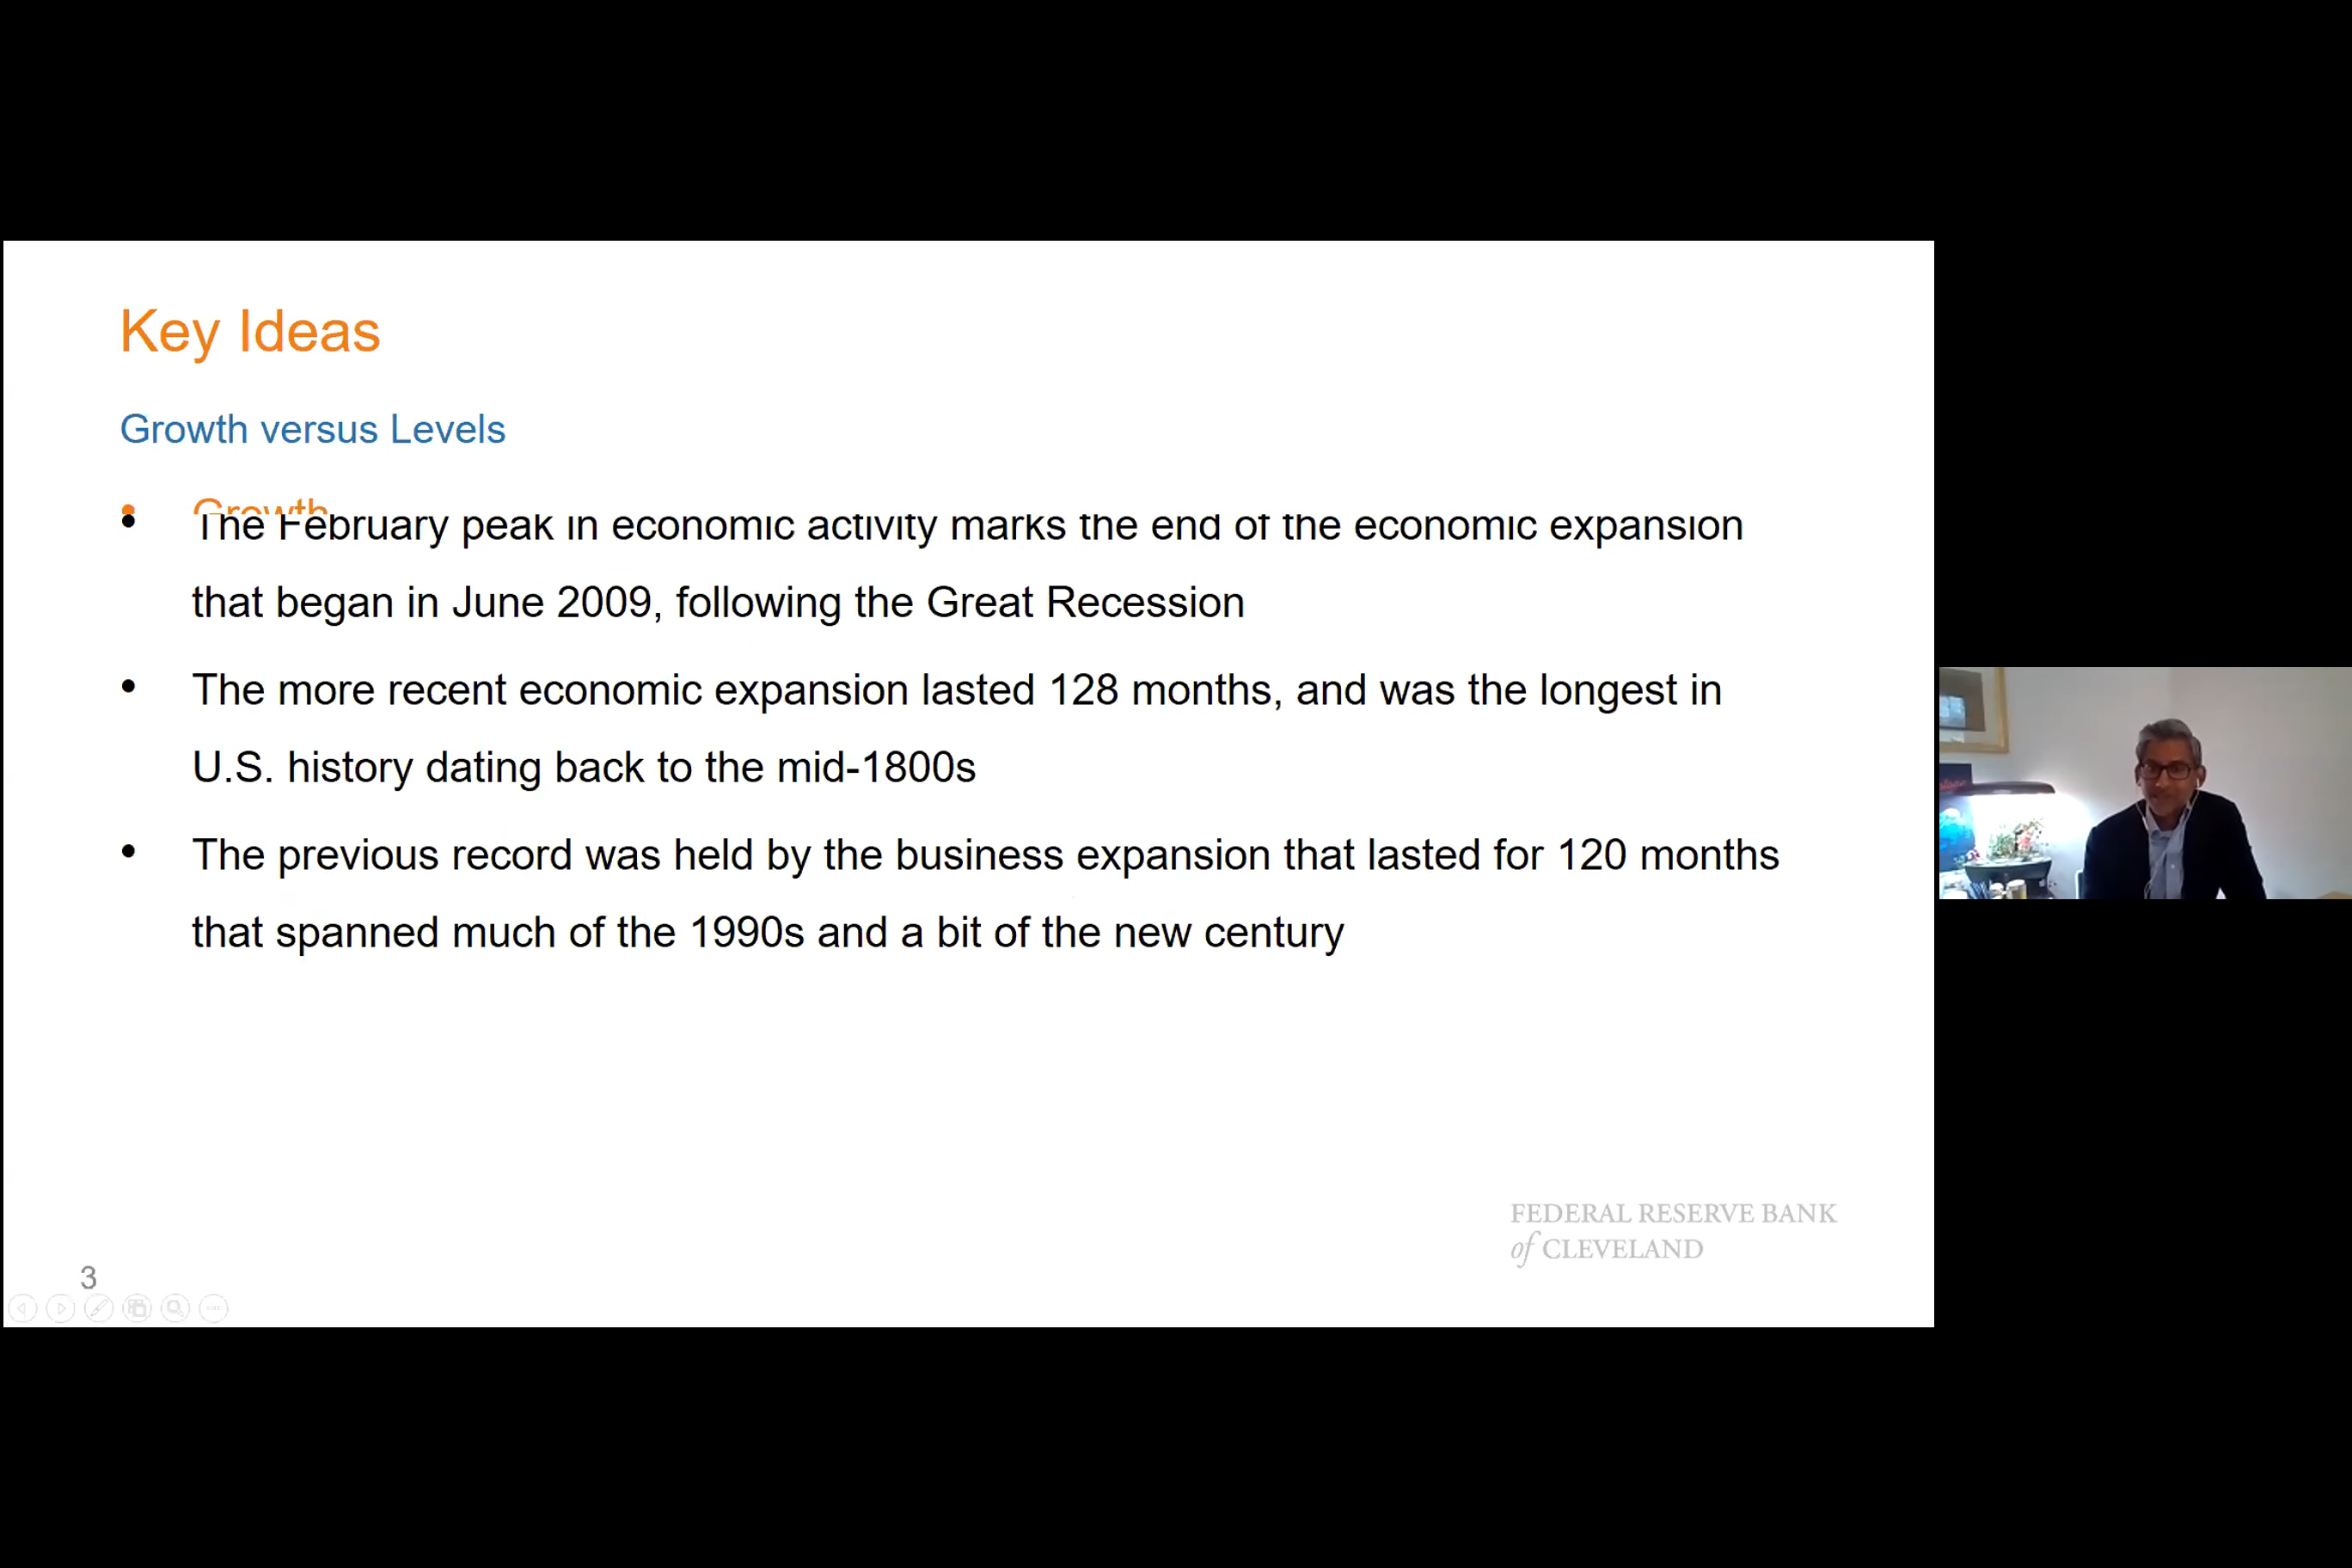 Key Ideas
Growth versus Levels
• Growth
• The February peak in economic activity marks the end of the economic expansion
that began in June 2009, following the Great Recession
• The more recent economic expansion lasted 128 months, and was the longest in
U.S. history dating back to the mid-1800s
• The previous record was held by the business expansion that lasted for 120 months
that spanned much of the 1990s and a bit of the new century
FEDERAL RESERVE BANK
of CLEVELAND
3